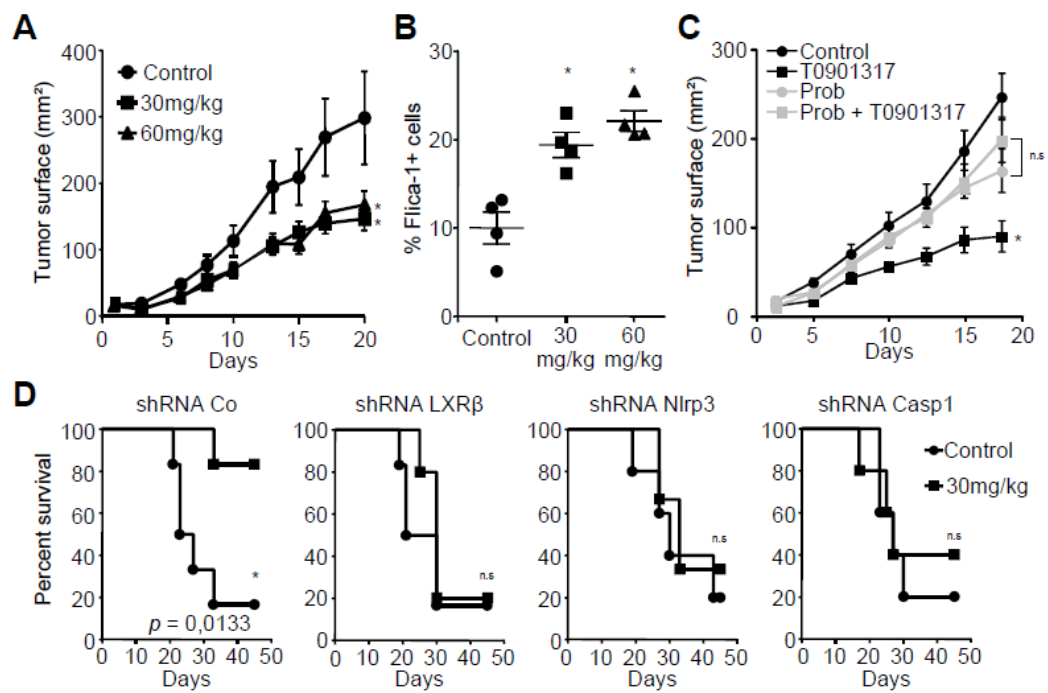 A
Tumor surface (mm²)
400
300
200
100
0
Control
30mg/kg
60mg/kg
*
*
0 5 10 15 20
Days
B
% Flica-1+ cells
30
20
10
0
* *
Control 30 60
mg/kg mg/kg
C
Tumor surface (mm²)
300
200
100
0
Control
T0901317
Prob
Prob + T0901317
n.s
*
0 5 10 15 20
Days
D
shRNA Co
Percent survival
100
80
60
40
20
0
*
p = 0,0133
0 10 20 30 40 50
Days
shRNA LXRβ
100
80
60
40
20
0
n.s
0 10 20 30 40 50
Days
shRNA Nlrp3
100
80
60
40
20
0
n.s
0 10 20 30 40 50
Days
shRNA Casp1
100
80
60
40
20
0
Control
30mg/kg
n.s
0 10 20 30 40 50
Days